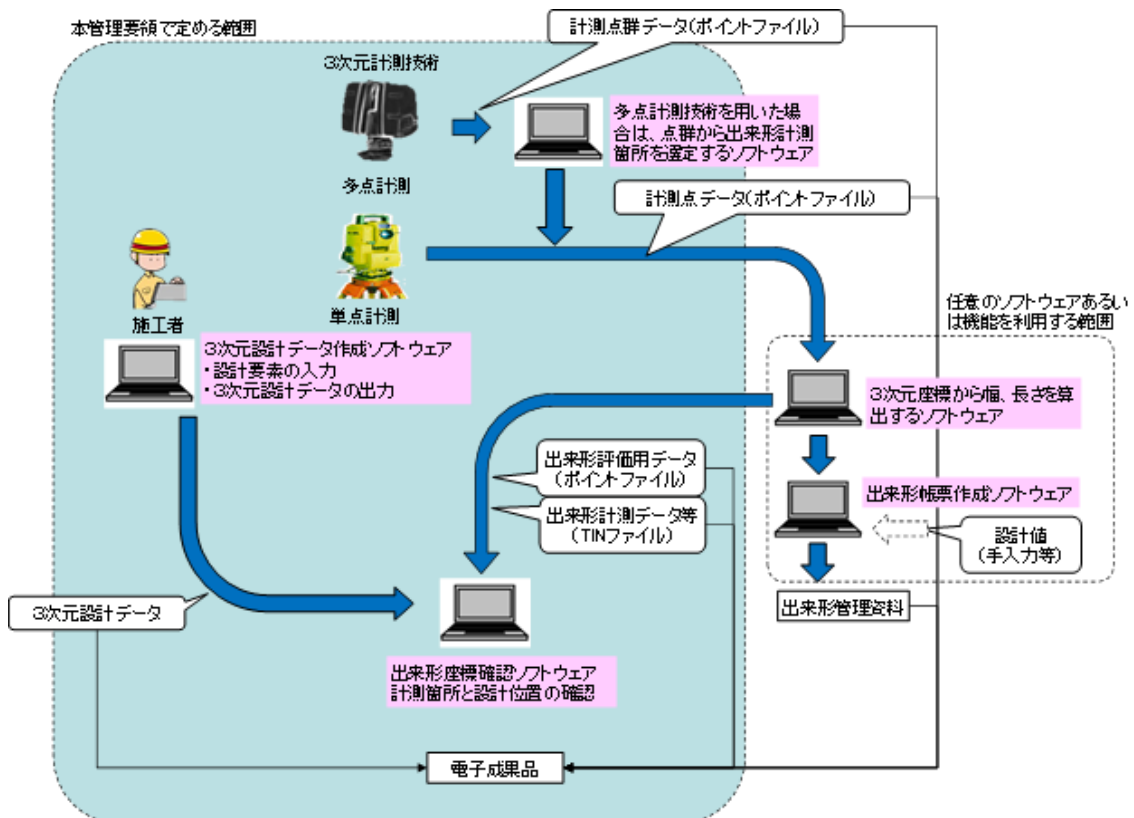 本管理要領で定める範囲
計測点群データ(ポイントファイル)
3次元計測技術
多点計測技術を用いた場
合は、点群から出来形計測
箇所を選定するソフトウェア
多点計測
計測点データ(ポイントファイル)
単点計測
施工者
任意のソフトウェアあるい
は機能を利用する範囲
3次元設計データ作成ソフトウェア
・設計要素の入力
・3次元設計データの出力
3次元座標から幅、長さを算
出するソフトウェア
出来形評価用データ
(ポイントファイル)
出来形計測データ等
(TINファイル)
出来形帳票作成ソフトウェア
設計値
(手入力等)
3次元設計データ
出来形管理資料
出来形座標確認ソフトウェア
計測箇所と設計位置の確認
電子成果品